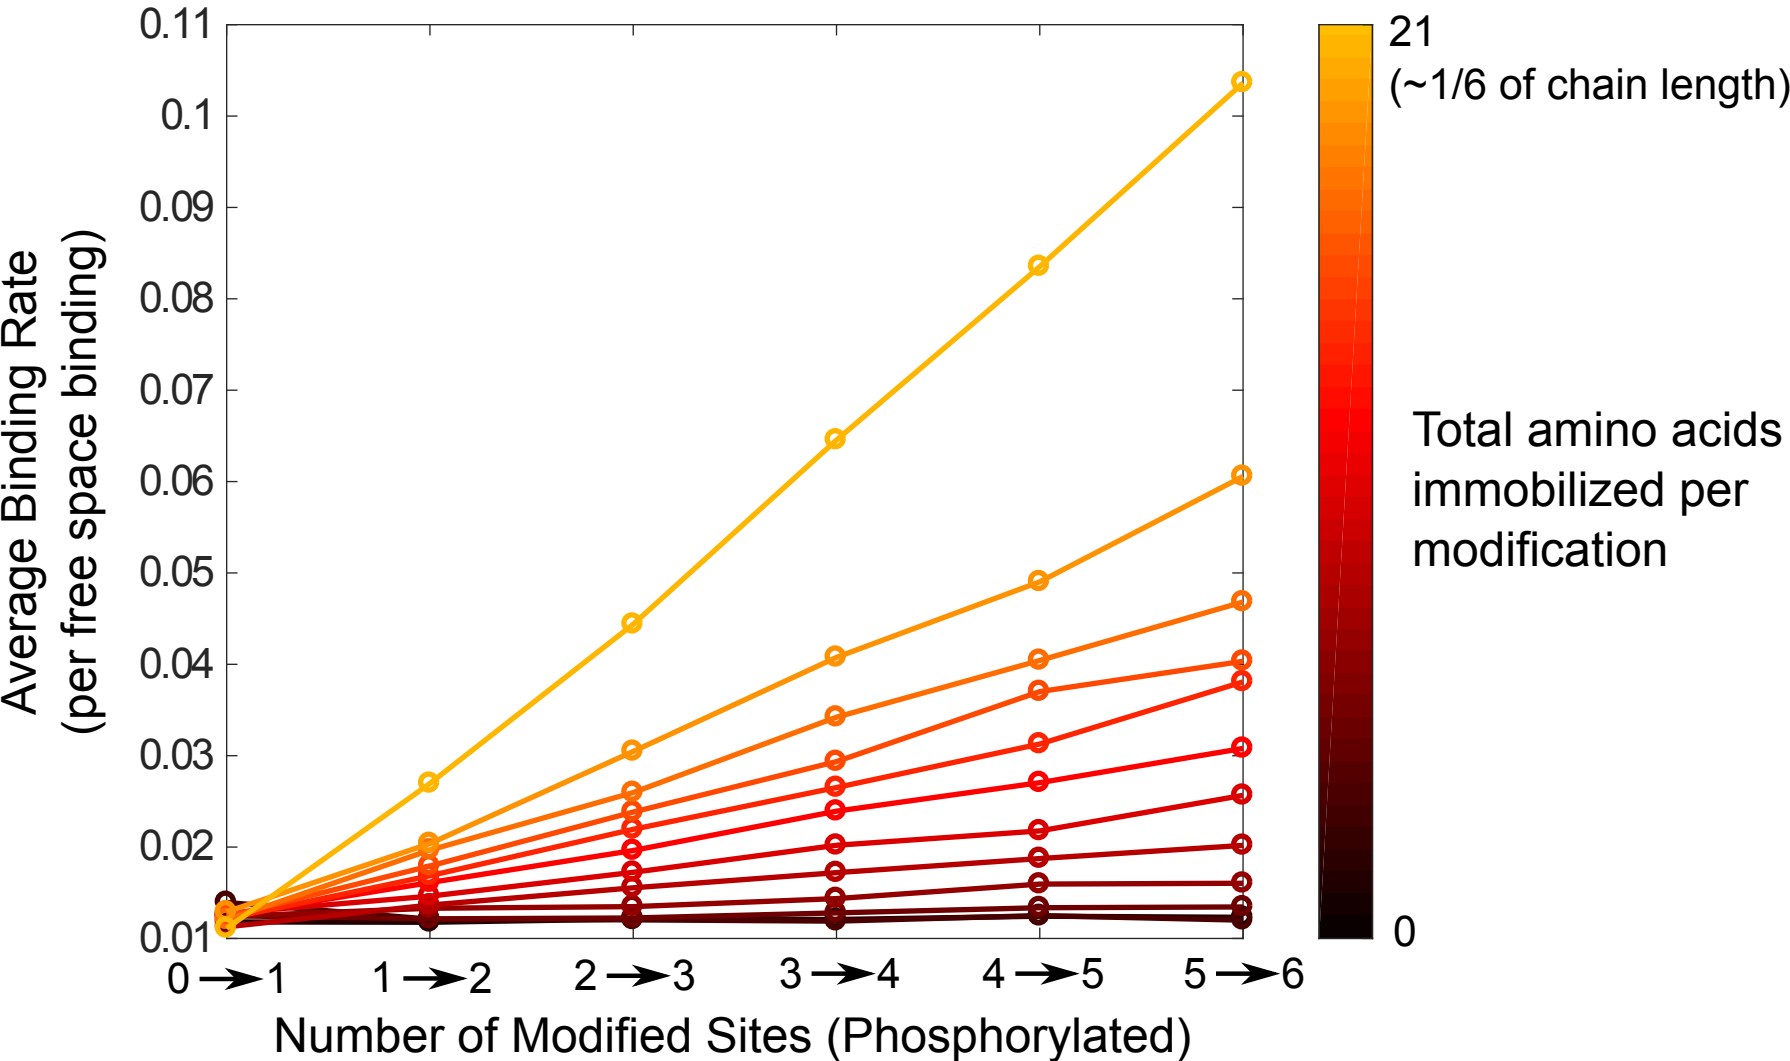 0.11
0.1
0.09
0.08
0.07
0.06
0.05
0.04
0.03
0.02
0.01
Average Binding Rate
(per free space binding)
0 → 1
1 → 2
2 → 3
3 → 4
4 → 5
5 → 6
Number of Modified Sites (Phosphorylated)
21
(~1/6 of chain length)
Total amino acids
immobilized per
modification
0